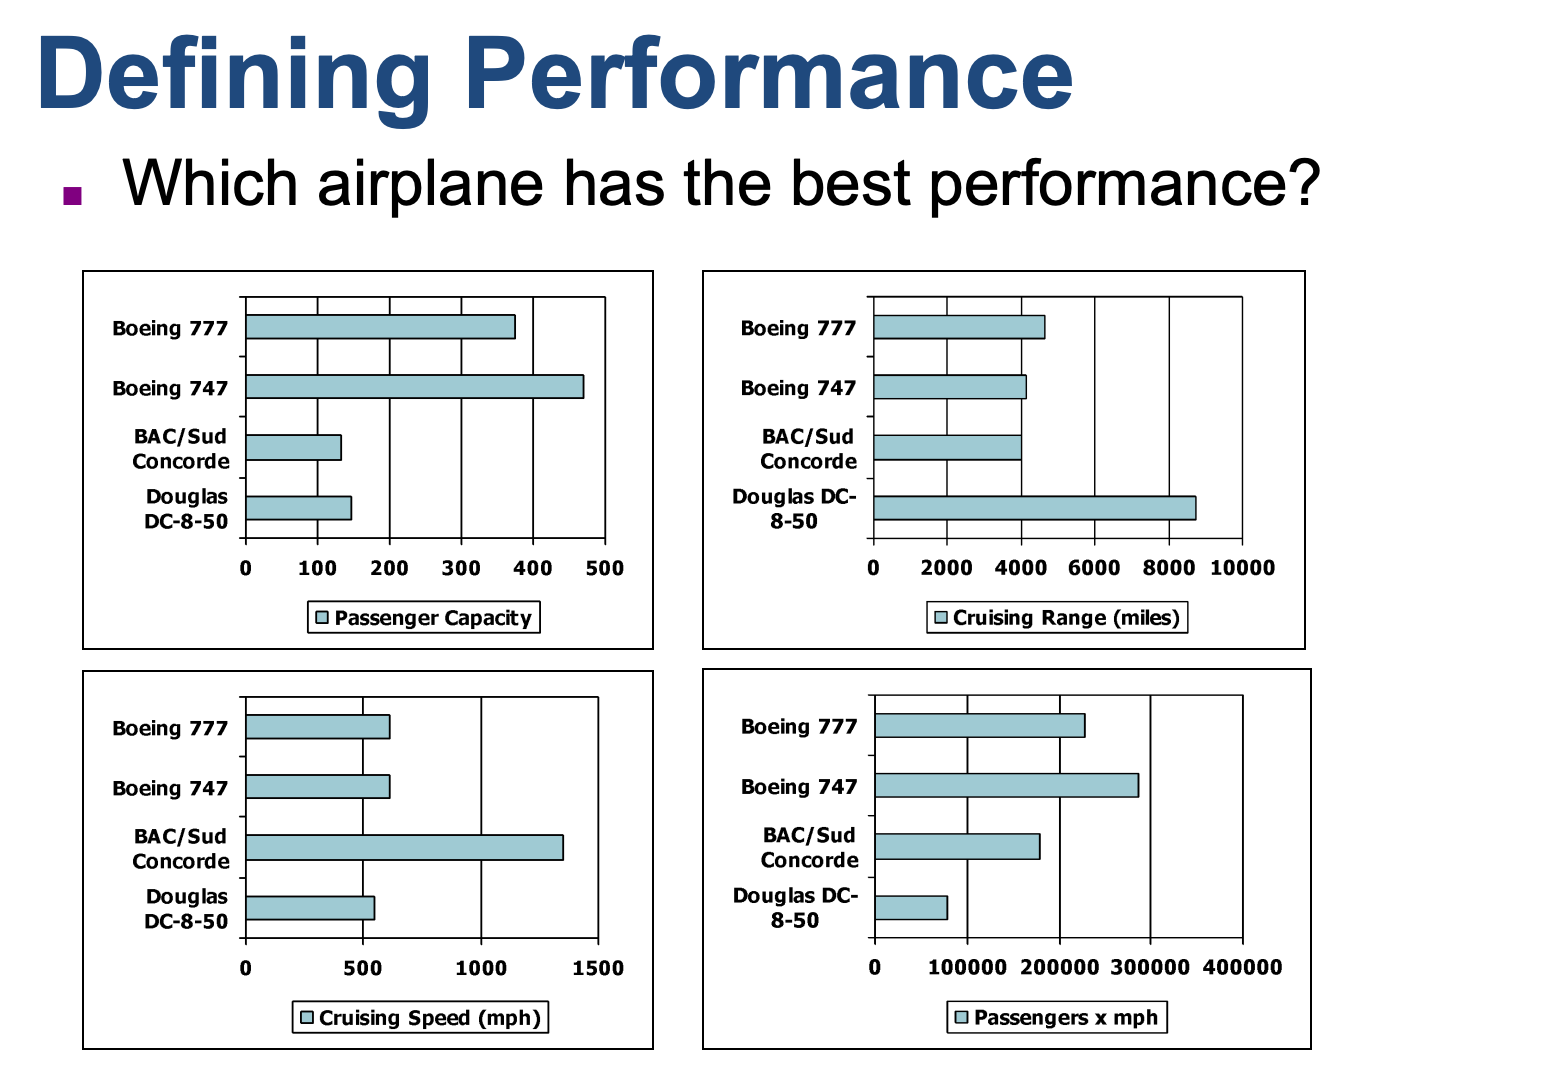 Defining Performance
■ Which airplane has the best performance?
Boeing 777
Boeing 747
BAC/Sud
Concorde
Douglas
DC-8-50
0 100 200 300 400 500
Passenger Capacity
Boeing 777
Boeing 747
BAC/Sud
Concorde
Douglas DC-
8-50
0 2000 4000 6000 8000 10000
Cruising Range (miles)
Boeing 777
Boeing 747
BAC/Sud
Concorde
Douglas
DC-8-50
0 500 1000 1500
Cruising Speed (mph)
Boeing 777
Boeing 747
BAC/Sud
Concorde
Douglas DC-
8-50
0 100000 200000 300000 400000
Passengers x mph